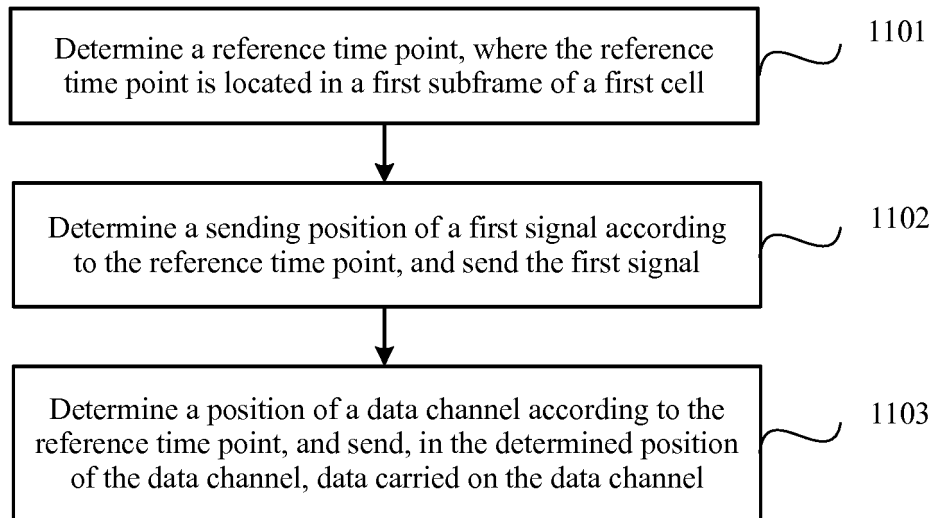 Determine a reference time point, where the reference
time point is located in a first subframe of a first cell
1101
Determine a sending position of a first signal according
to the reference time point, and send the first signal
1102
Determine a position of a data channel according to the
reference time point, and send, in the determined position
of the data channel, data carried on the data channel
1103